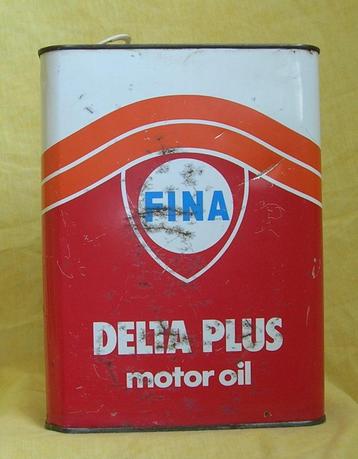 FINA
DELTA PLUS
motor oil